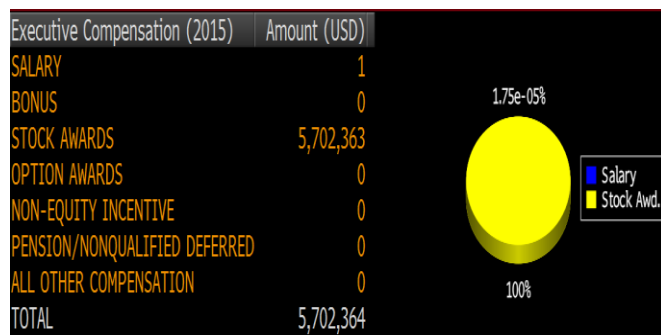 Executive Compensation (2015) Amount (USD)
SALARY 1
BONUS 0
STOCK AWARDS 5,702,363
OPTION AWARDS 0
NON-EQUITY INCENTIVE 0
PENSION/NONQUALIFIED DEFERRED 0
ALL OTHER COMPENSATION 0
TOTAL 5,702,364
1.75e-05%
100%
Salary
Stock Awd.